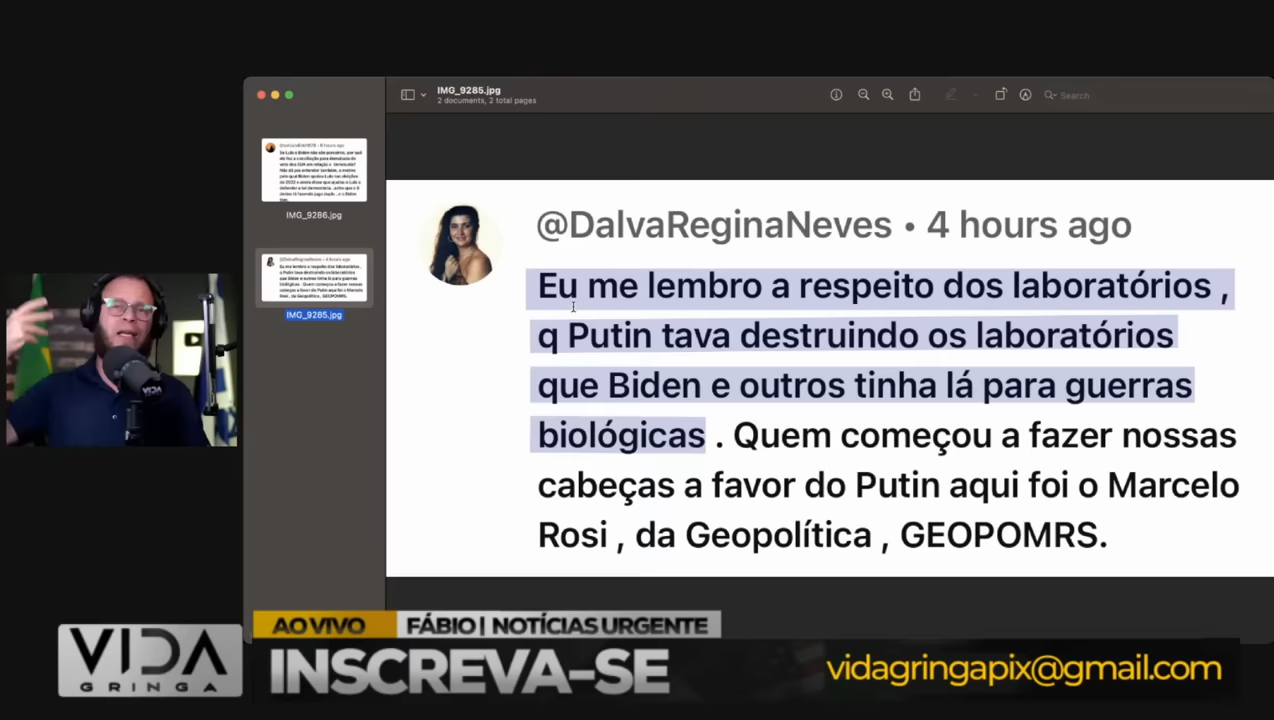 IMG_9285.jpg
2 documents, 2 total pages
Search
IMG_9286.jpg
IMG_9285.jpg
@DalvaReginaNeves • 4 hours ago
Eu me lembro a respeito dos laboratórios ,
q Putin tava destruindo os laboratórios
que Biden e outros tinha lá para guerras
biológicas . Quem começou a fazer nossas
cabeças a favor do Putin aqui foi o Marcelo
Rosi , da Geopolítica , GEOPOMRS.
VIDA
AO VIVO
FÁBIO | NOTÍCIAS URGENTE
INSCREVA-SE
vidagringapix@gmail.com
VIDA
GRINGA